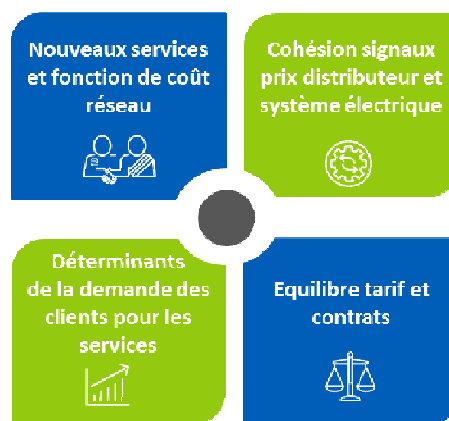 Nouveaux services
et fonction de coût
réseau
Cohésion signaux
prix distributeur et
système électrique
Déterminants
de la demande des
clients pour les
services
Equilibre tarif et
contrats